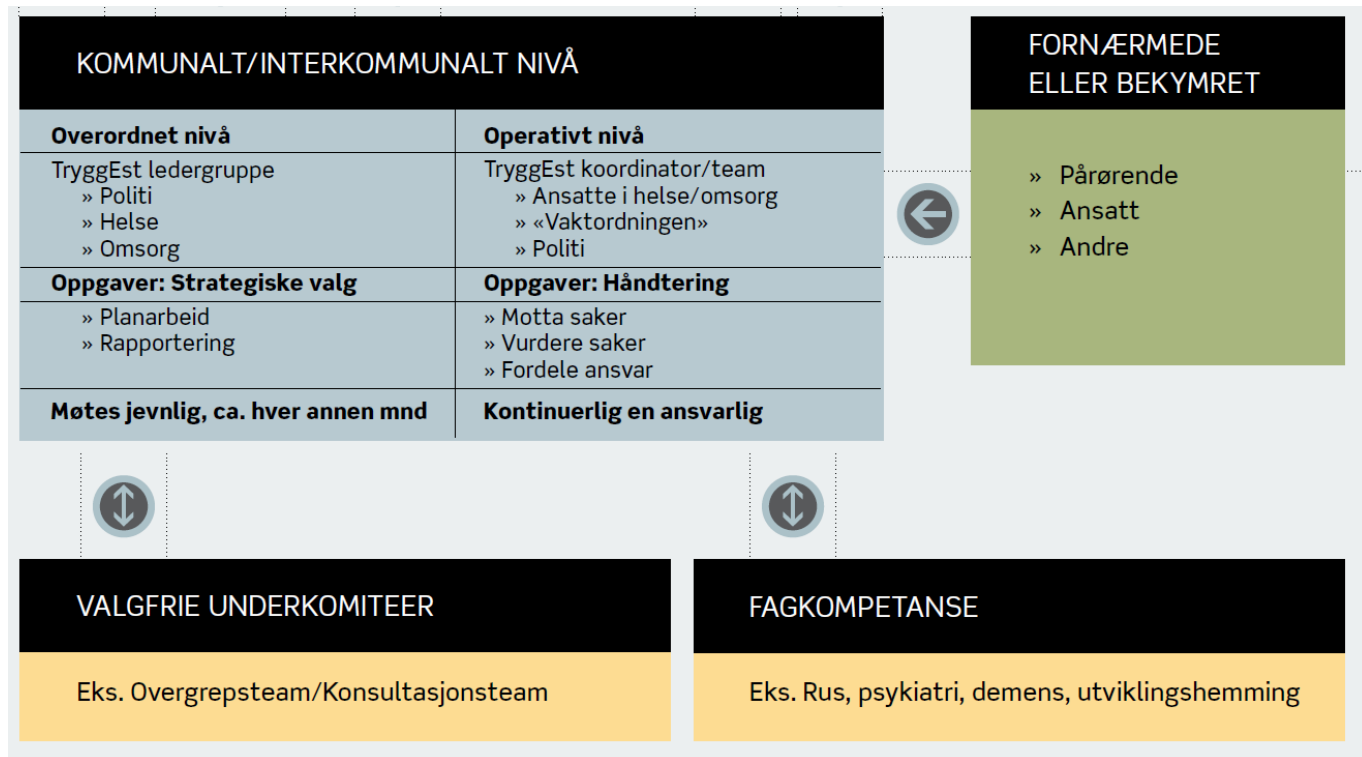 KOMMUNALT/INTERKOMMUNALT NIVÅ
Overordnet nivå
TryggEst ledergruppe
» Politi
» Helse
» Omsorg
Oppgaver: Strategiske valg
» Planarbeid
» Rapportering
Møtes jevnlig, ca. hver annen mnd
Operativt nivå
TryggEst koordinator/team
» Ansatte i helse/omsorg
» «Vaktordningen»
» Politi
Oppgaver: Håndtering
» Motta saker
» Vurdere saker
» Fordele ansvar
Kontinuerlig en ansvarlig
FORNÆRMEDE
ELLER BEKYMRET
» Pårørende
» Ansatt
» Andre
VALGFRIE UNDERKOMITEER
Eks. Overgrepsteam/Konsultasjonsteam
FAGKOMPETANSE
Eks. Rus, psykiatri, demens, utviklingshemming